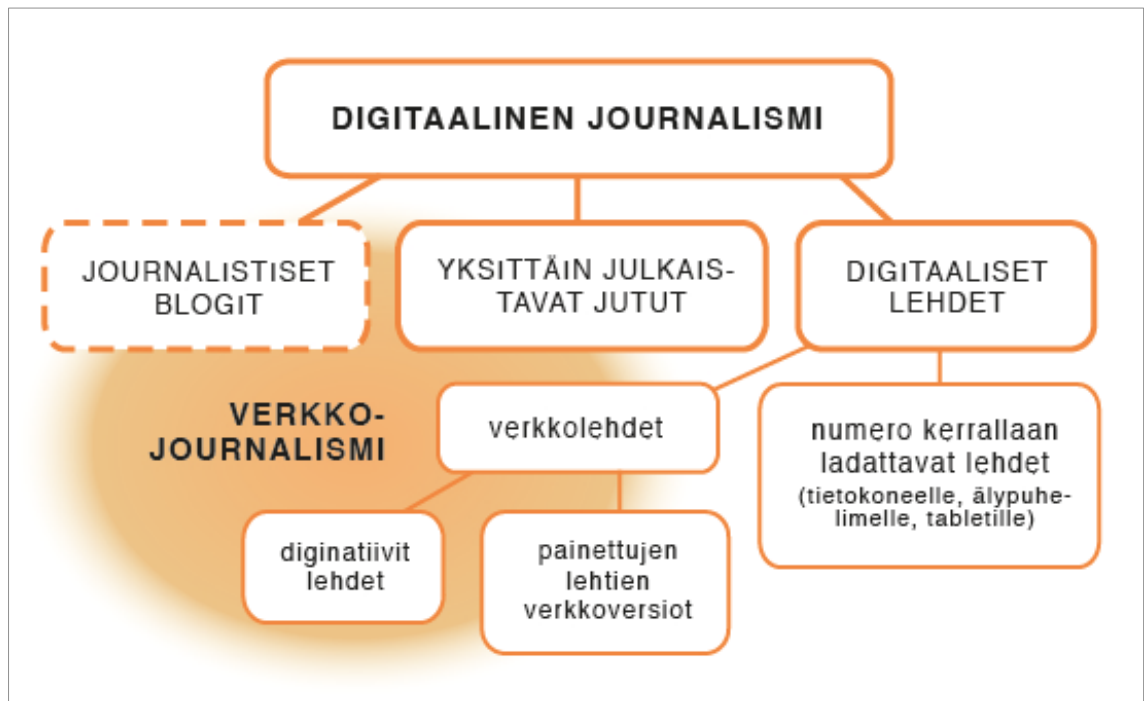 DIGITAALINEN JOURNALISMI
JOURNALISTISET
BLOGIT
YKSITTÄIN JULKAIS-
TAVAT JUTUT
DIGITAALISET
LEHDET
VERKKO-
JOURNALISMI
verkkolehdet
numero kerrallaan
ladattavat lehdet
(tietokoneelle, älypuhe-
limelle, tabletille)
diginatiivit
lehdet
painettujen
lehtien
verkkoversiot